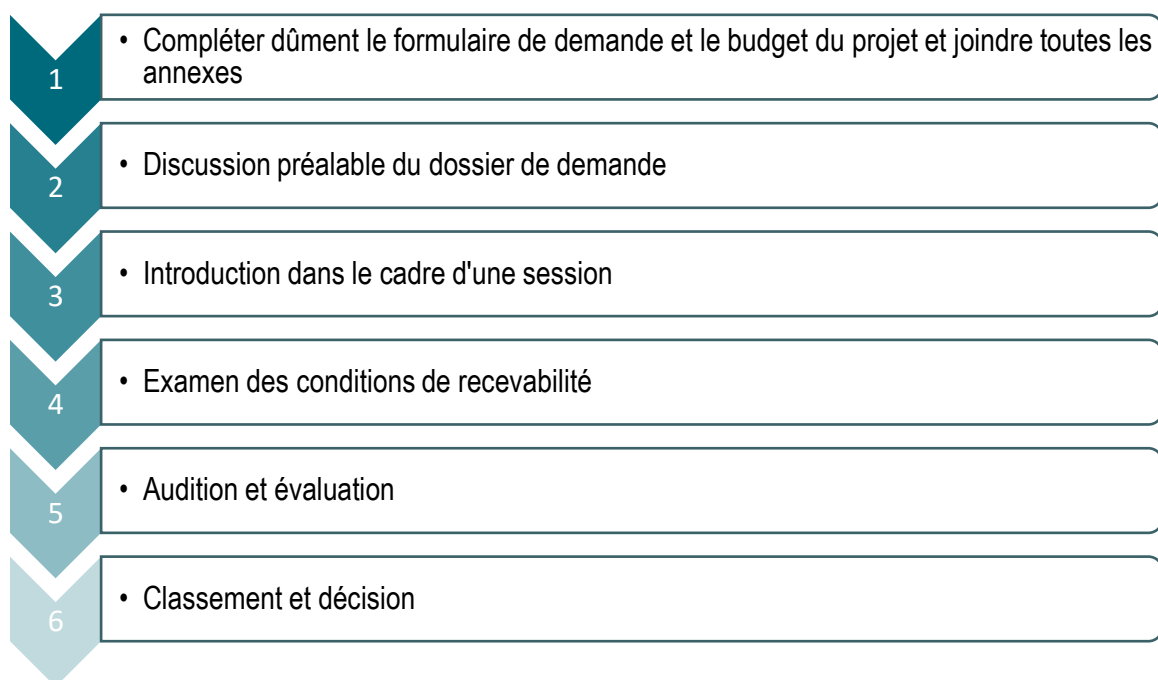 1
• Compléter dûment le formulaire de demande et le budget du projet et joindre toutes les
annexes
2
• Discussion préalable du dossier de demande
3
• Introduction dans le cadre d'une session
4
• Examen des conditions de recevabilité
5
• Audition et évaluation
6
• Classement et décision